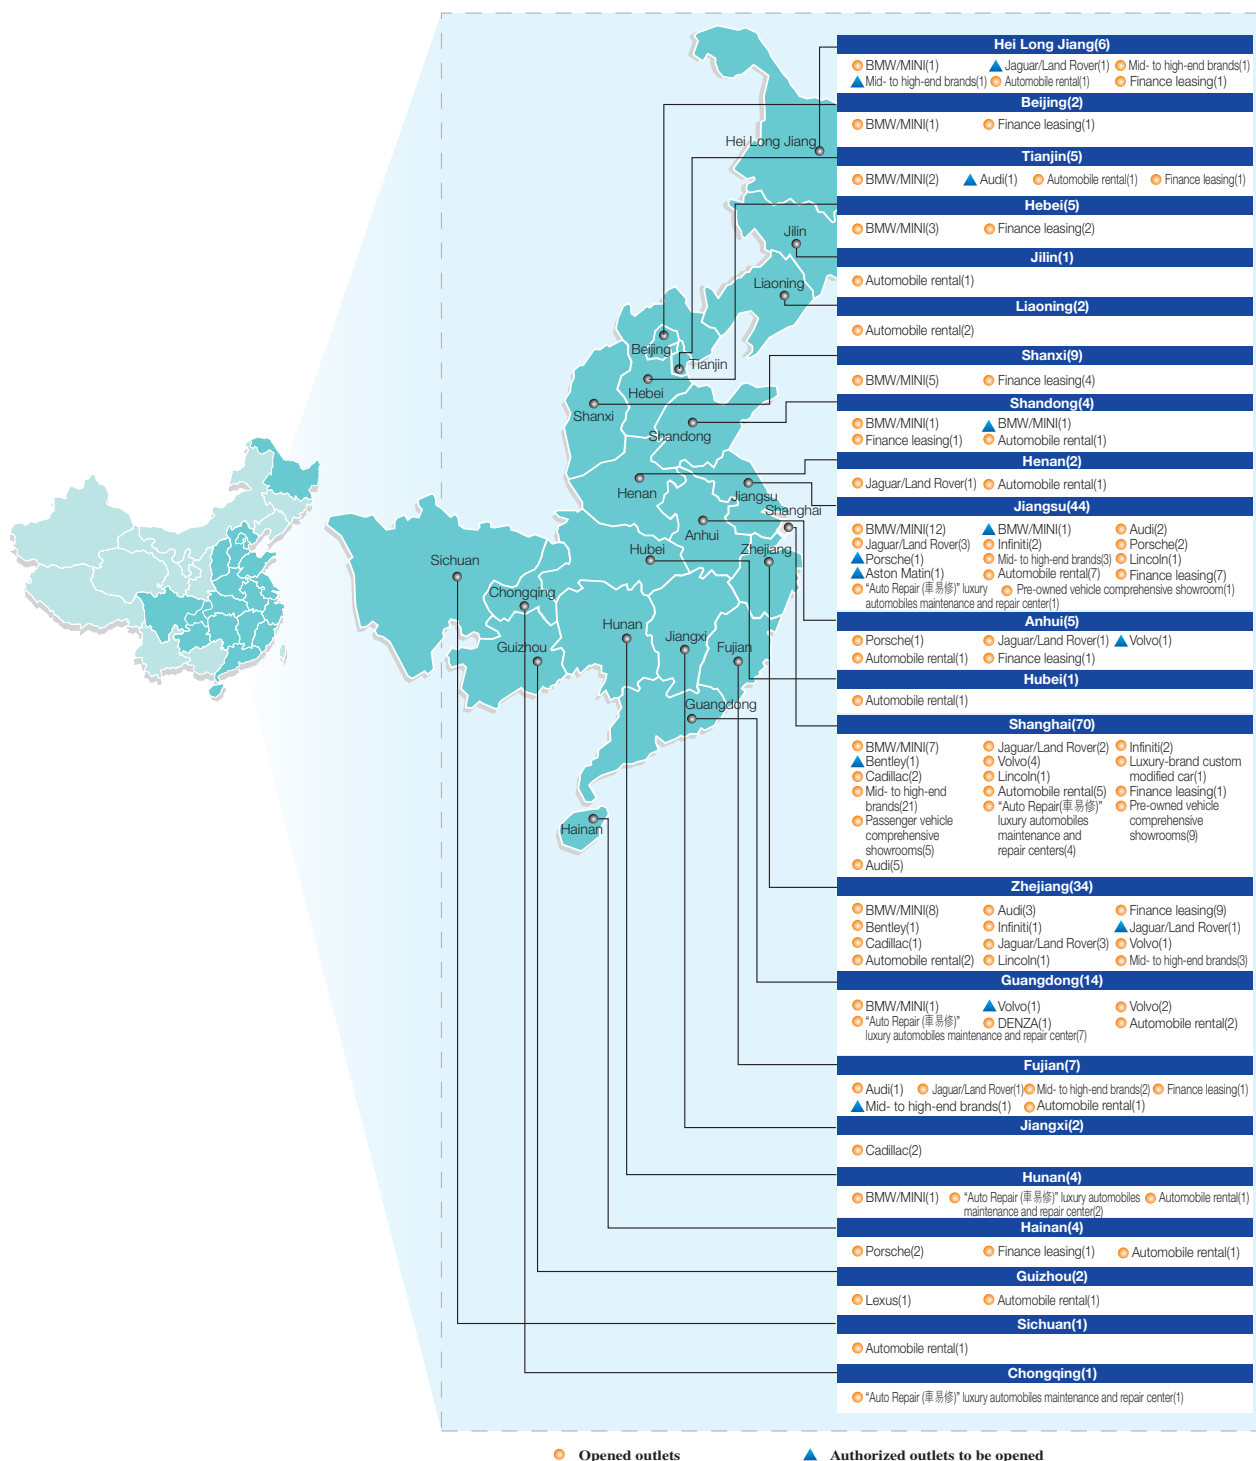 Hei Long Jiang(6)
BMW/MINI(1) Jaguar/Land Rover(1) Mid- to high-end brands(1)
Mid- to high-end brands(1) Automobile rental(1) Finance leasing(1)
Beijing(2)
BMW/MINI(1) Finance leasing(1)
Tianjin(5)
BMW/MINI(2) Audi(1) Automobile rental(1) Finance leasing(1)
Hebei(5)
BMW/MINI(3) Finance leasing(2)
Jilin(1)
Automobile rental(1)
Liaoning(2)
Automobile rental(2)
Shanxi(9)
BMW/MINI(5) Finance leasing(4)
Shandong(4)
BMW/MINI(1) BMW/MINI(1)
Finance leasing(1) Automobile rental(1)
Henan(2)
Jaguar/Land Rover(1) Automobile rental(1)
Jiangsu(44)
BMW/MINI(12) BMW/MINI(1) Audi(2)
Jaguar/Land Rover(3) Infiniti(2) Porsche(2)
Porsche(1) Mid- to high-end brands(3) Lincoln(1)
Aston Matin(1) Automobile rental(7) Finance leasing(7)
"Auto Repair (車易修)" luxury automobiles maintenance and repair center(1) Pre-owned vehicle comprehensive showroom(1)
Anhui(5)
Porsche(1) Jaguar/Land Rover(1) Volvo(1)
Automobile rental(1) Finance leasing(1)
Hubei(1)
Automobile rental(1)
Shanghai(70)
BMW/MINI(7) Jaguar/Land Rover(2) Infiniti(2)
Bentley(1) Volvo(4) Luxury-brand custom
Cadillac(2) Lincoln(1) modified car(1)
Mid- to high-end Automobile rental(5) Finance leasing(1)
brands(21) "Auto Repair(車易修)" Pre-owned vehicle
Passenger vehicle luxury automobiles comprehensive
comprehensive maintenance and showrooms(9)
showrooms(5) repair centers(4)
Audi(5)
Zhejiang(34)
BMW/MINI(8) Audi(3) Finance leasing(9)
Bentley(1) Infiniti(1) Jaguar/Land Rover(1)
Cadillac(1) Jaguar/Land Rover(3) Volvo(1)
Automobile rental(2) Lincoln(1) Mid- to high-end brands(3)
Guangdong(14)
BMW/MINI(1) Volvo(1) Volvo(2)
"Auto Repair (車易修)" DENZA(1) Automobile rental(2)
luxury automobiles maintenance and repair center(7)
Fujian(7)
Audi(1) Jaguar/Land Rover(1) Mid- to high-end brands(2) Finance leasing(1)
Mid- to high-end brands(1) Automobile rental(1)
Jiangxi(2)
Cadillac(2)
Hunan(4)
BMW/MINI(1) "Auto Repair (車易修)" luxury automobiles Automobile rental(1)
maintenance and repair center(2)
Hainan(4)
Porsche(2) Finance leasing(1) Automobile rental(1)
Guizhou(2)
Lexus(1) Automobile rental(1)
Sichuan(1)
Automobile rental(1)
Chongqing(1)
"Auto Repair (車易修)" luxury automobiles maintenance and repair center(1)
Hei Long Jiang
Jilin
Liaoning
Beijing
Tianjin
Hebei
Shanxi
Shandong
Henan
Jiangsu
Shanghai
Anhui
Hubei
Zhejiang
Sichuan
Chongqing
Hunan
Jiangxi
Guizhou
Fujian
Guangdong
Hainan
Opened outlets Authorized outlets to be opened